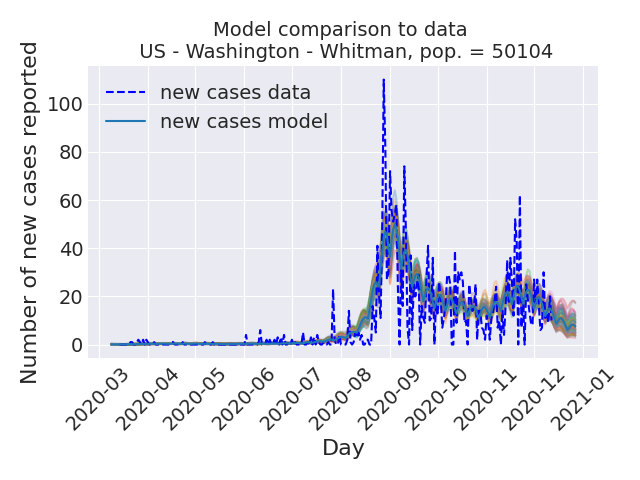 Model comparison to data
US - Washington - Whitman, pop. = 50104
Number of new cases reported
new cases data
new cases model
100
80
60
40
20
0
2020-03
2020-04
2020-05
2020-06
2020-07
2020-08
2020-09
2020-10
2020-11
2020-12
2021-01
Day